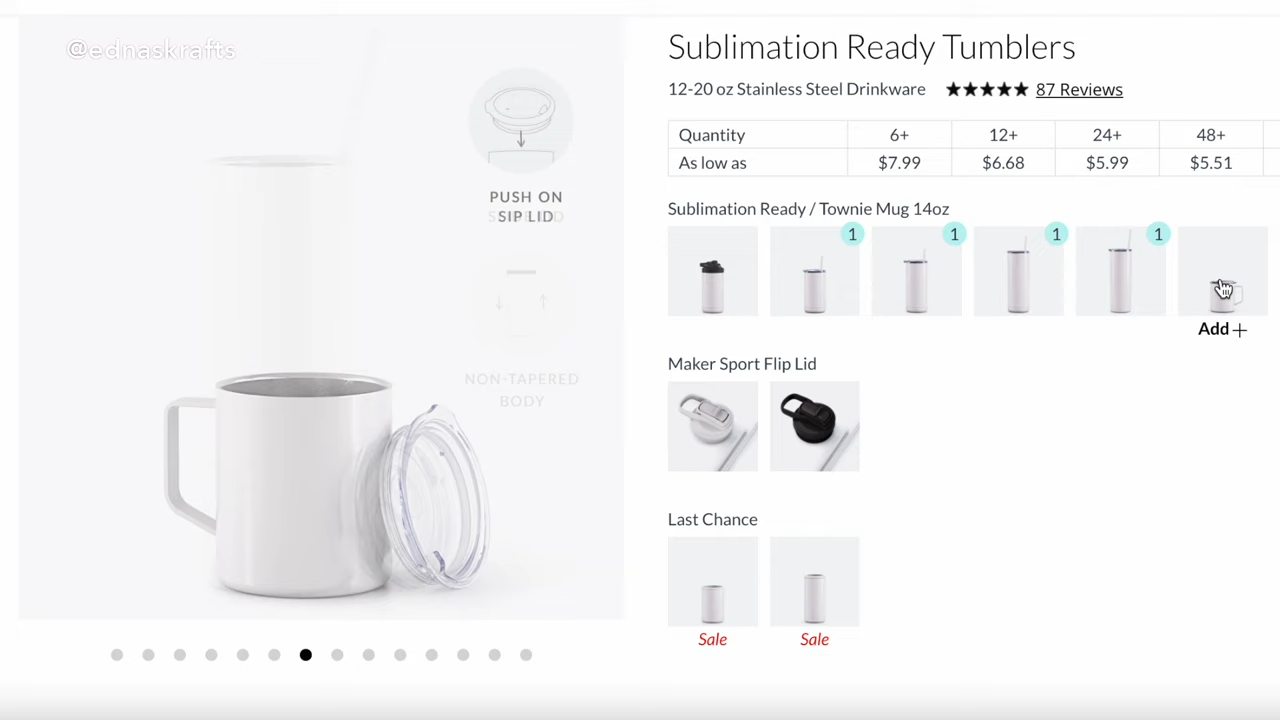 @ednaskrafts
PUSH ON
SIP LID
NON-TAPERED
BODY
Sublimation Ready Tumblers
12-20 oz Stainless Steel Drinkware 87 Reviews
Quantity 6+ 12+ 24+ 48+
As low as $7.99 $6.68 $5.99 $5.51
Sublimation Ready / Townie Mug 14oz
1 1 1 1
Add +
Maker Sport Flip Lid
Last Chance
Sale Sale